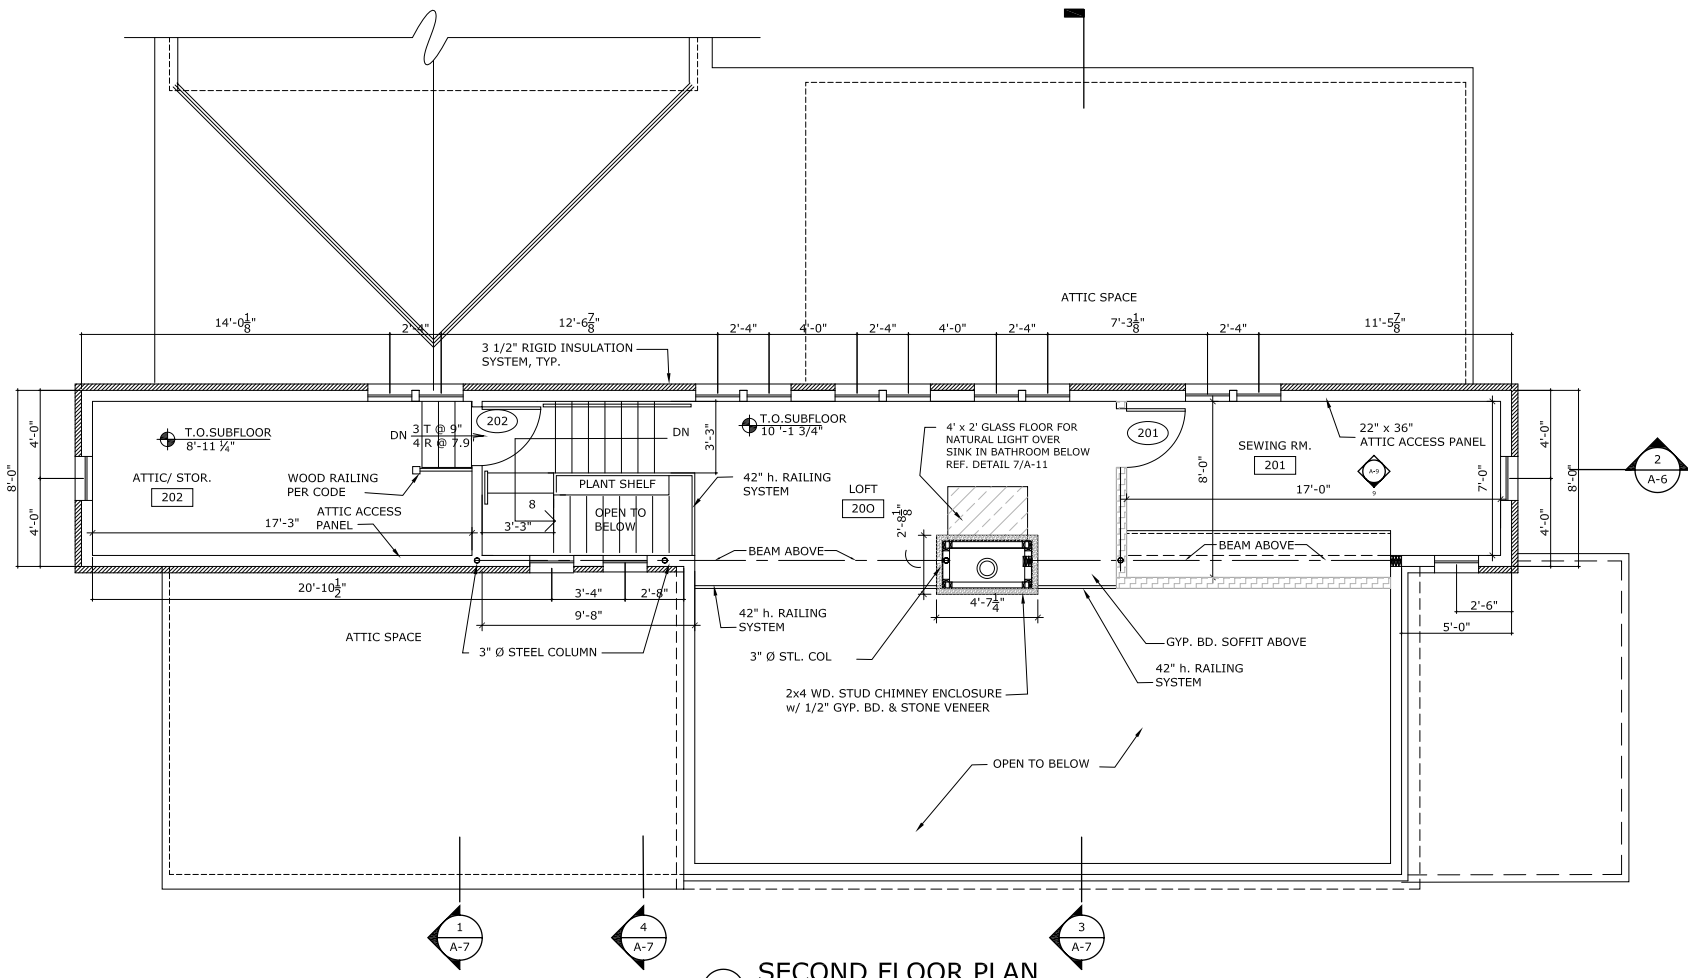 ATTIC SPACE
14'-0 1/8"
2'-4"
12'-6 7/8"
2'-4"
4'-0"
2'-4"
4'-0"
2'-4"
7'-3 1/8"
2'-4"
11'-5 7/8"
3 1/2" RIGID INSULATION
SYSTEM, TYP.
8'-0"
4'-0"
4'-0"
T.O.SUBFLOOR
8'-11 ¼"
ATTIC/ STOR.
202
WOOD RAILING
PER CODE
ATTIC ACCESS
PANEL
17'-3"
DN
3 T @ 9"
4 R @ 7.9"
202
DN
3'-3"
PLANT SHELF
8
OPEN TO
BELOW
3'-3"
42" h. RAILING
SYSTEM
T.O.SUBFLOOR
10 '-1 3/4"
LOFT
20O
4' x 2' GLASS FLOOR FOR
NATURAL LIGHT OVER
SINK IN BATHROOM BELOW
REF. DETAIL 7/A-11
2'-8 1/8"
BEAM ABOVE
201
8'-0"
SEWING RM.
201
A-9
9
22" x 36"
ATTIC ACCESS PANEL
17'-0"
7'-0"
BEAM ABOVE
4'-0"
4'-0"
8'-0"
2
A-6
20'-10 1/2"
3'-4"
2'-8"
9'-8"
ATTIC SPACE
3" Ø STEEL COLUMN
42" h. RAILING
SYSTEM
4'-7 1/4"
3" Ø STL. COL
2x4 WD. STUD CHIMNEY ENCLOSURE
w/ 1/2" GYP. BD. & STONE VENEER
GYP. BD. SOFFIT ABOVE
42" h. RAILING
SYSTEM
2'-6"
5'-0"
OPEN TO BELOW
1
A-7
4
A-7
3
A-7
SECOND FLOOR PLAN